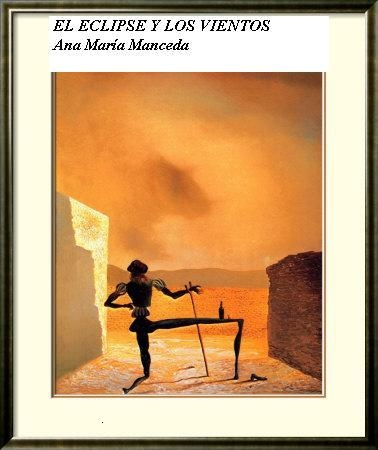 EL ECLIPSE Y LOS VIENTOS
Ana María Manceda